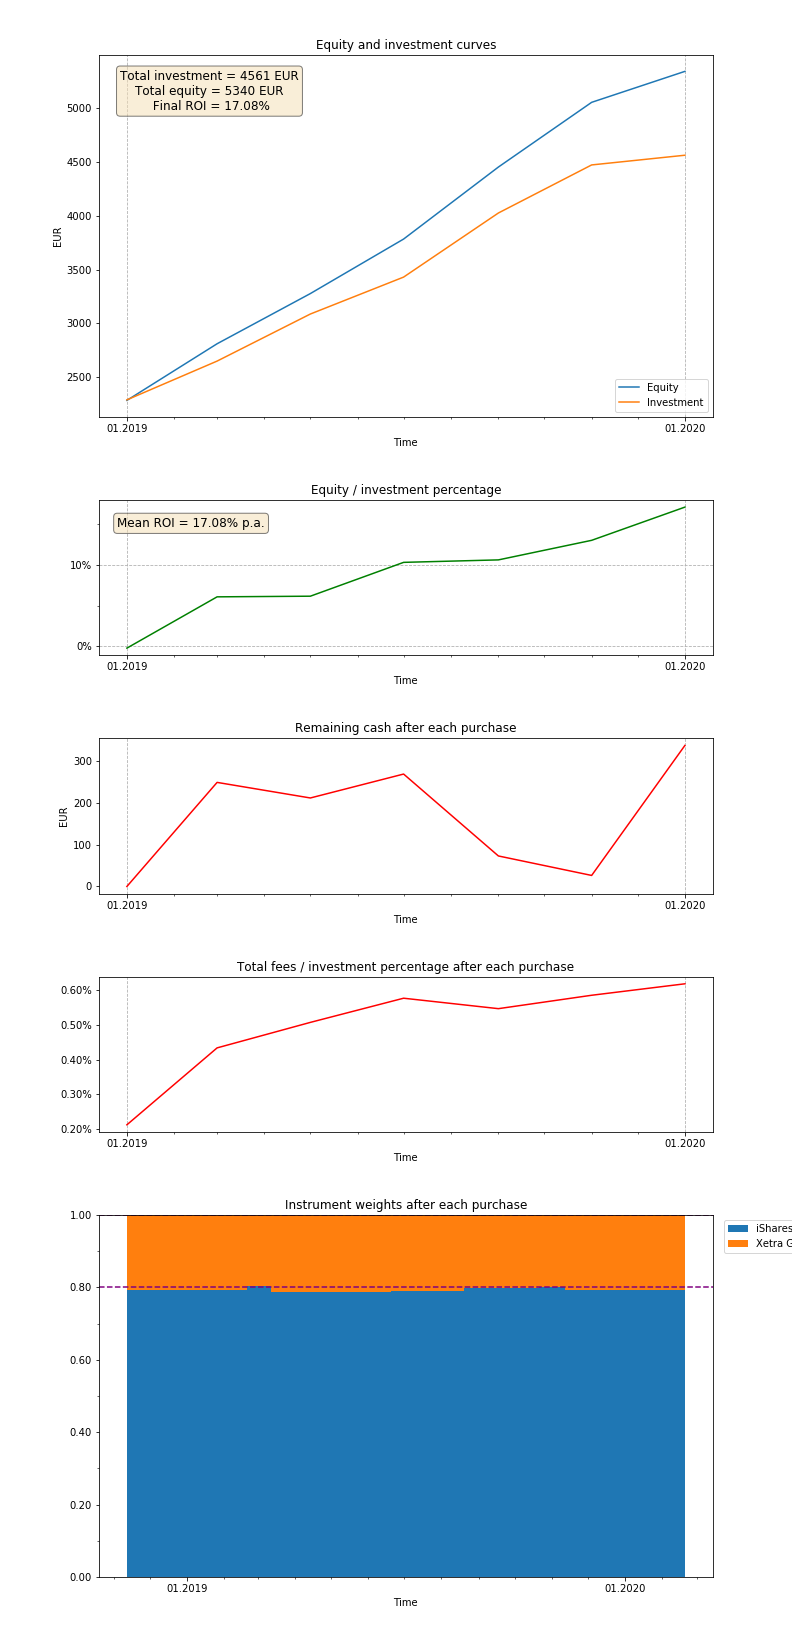 Equity and investment curves
Total investment = 4561 EUR
Total equity = 5340 EUR
Final ROI = 17.08%
5000
4500
4000
3500
3000
2500
EUR
Equity
Investment
01.2019
01.2020
Time
Equity / investment percentage
Mean ROI = 17.08% p.a.
10%
0%
01.2019
01.2020
Time
Remaining cash after each purchase
300
200
100
0
EUR
01.2019
01.2020
Time
Total fees / investment percentage after each purchase
0.60%
0.50%
0.40%
0.30%
0.20%
01.2019
01.2020
Time
Instrument weights after each purchase
1.00
0.80
0.60
0.40
0.20
0.00
iShares
Xetra G
01.2019
01.2020
Time